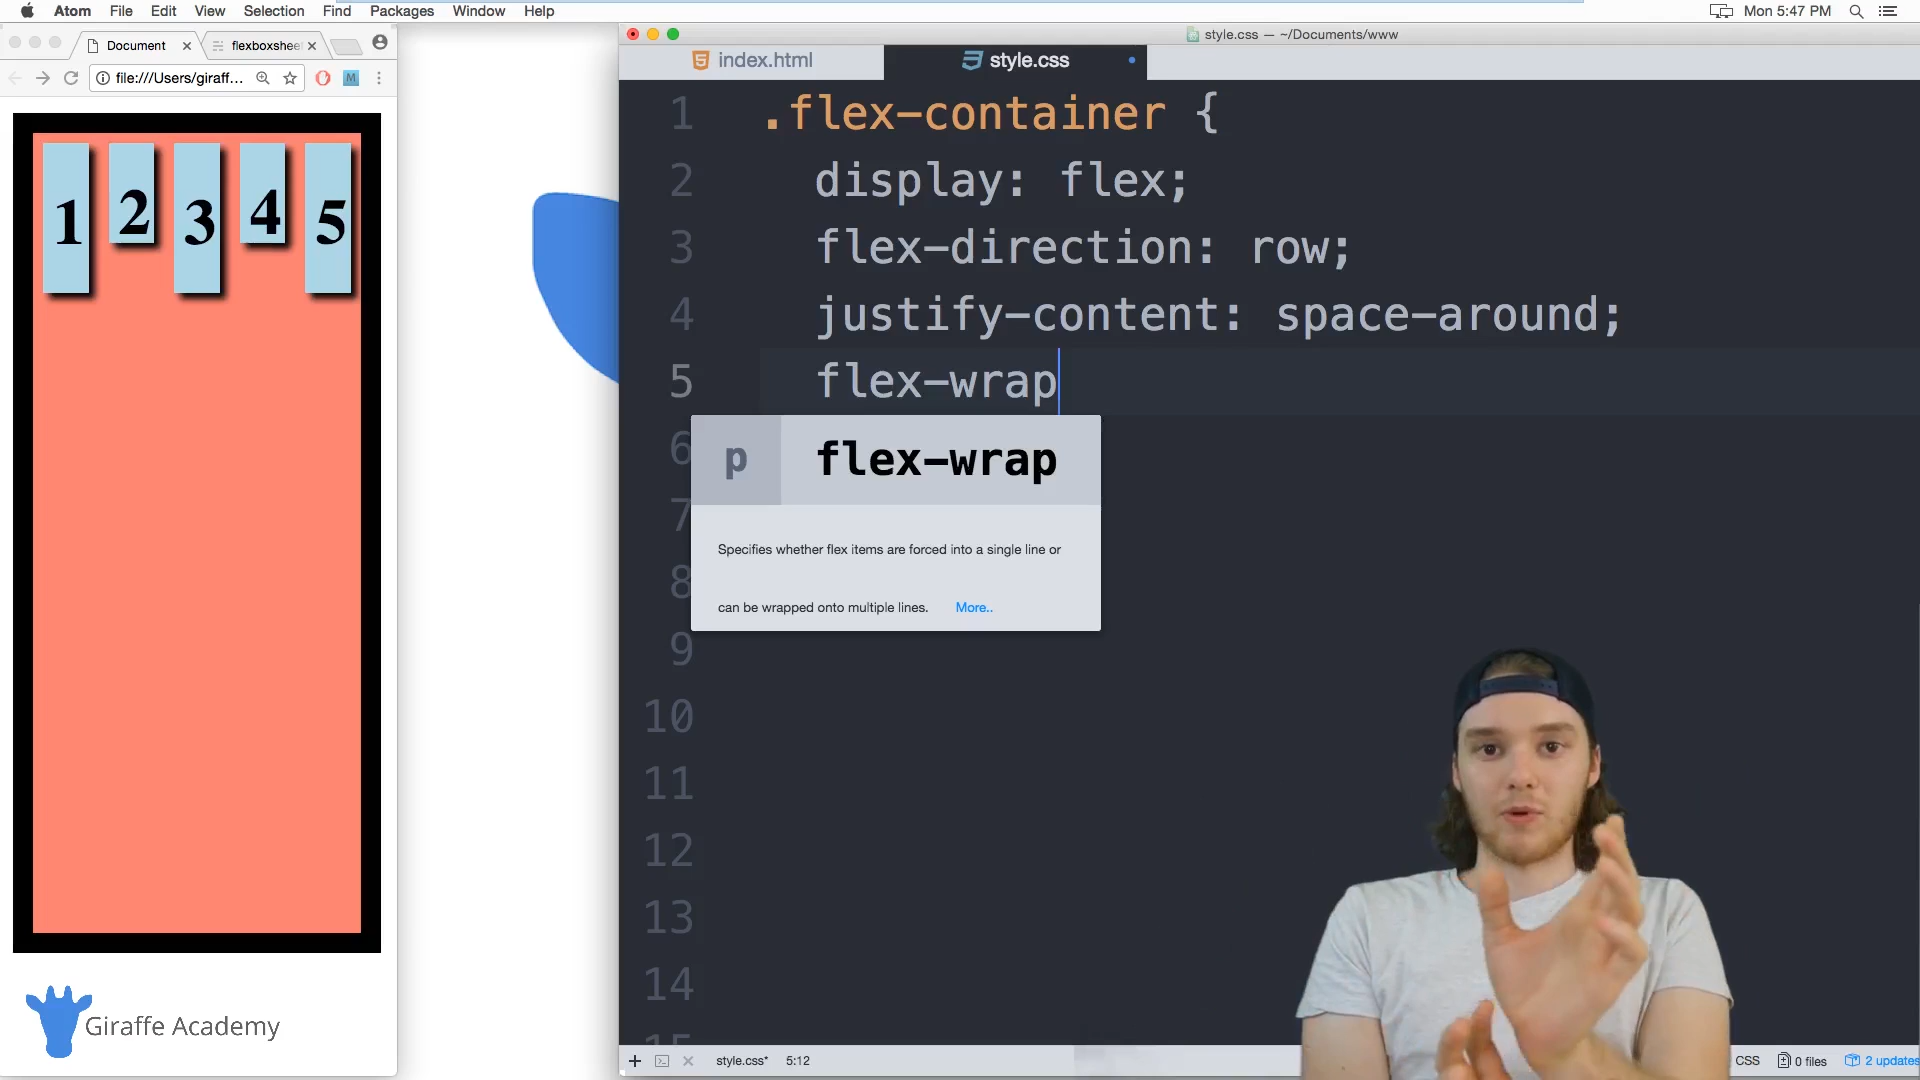 Atom File Edit View Selection Find Packages Window Help Mon 5:47 PM
Document flexboxshee
file:///Users/giraff...
M
1 2 3 4 5
Giraffe Academy
style.css — ~/Documents/www
index.html style.css
1 .flex-container {
2 display: flex;
3 flex-direction: row;
4 justify-content: space-around;
5 flex-wrap
6
p flex-wrap
7
Specifies whether flex items are forced into a single line or
8
can be wrapped onto multiple lines. More..
9
10
11
12
13
14
style.css* 5:12 CSS 0 files 2 updates